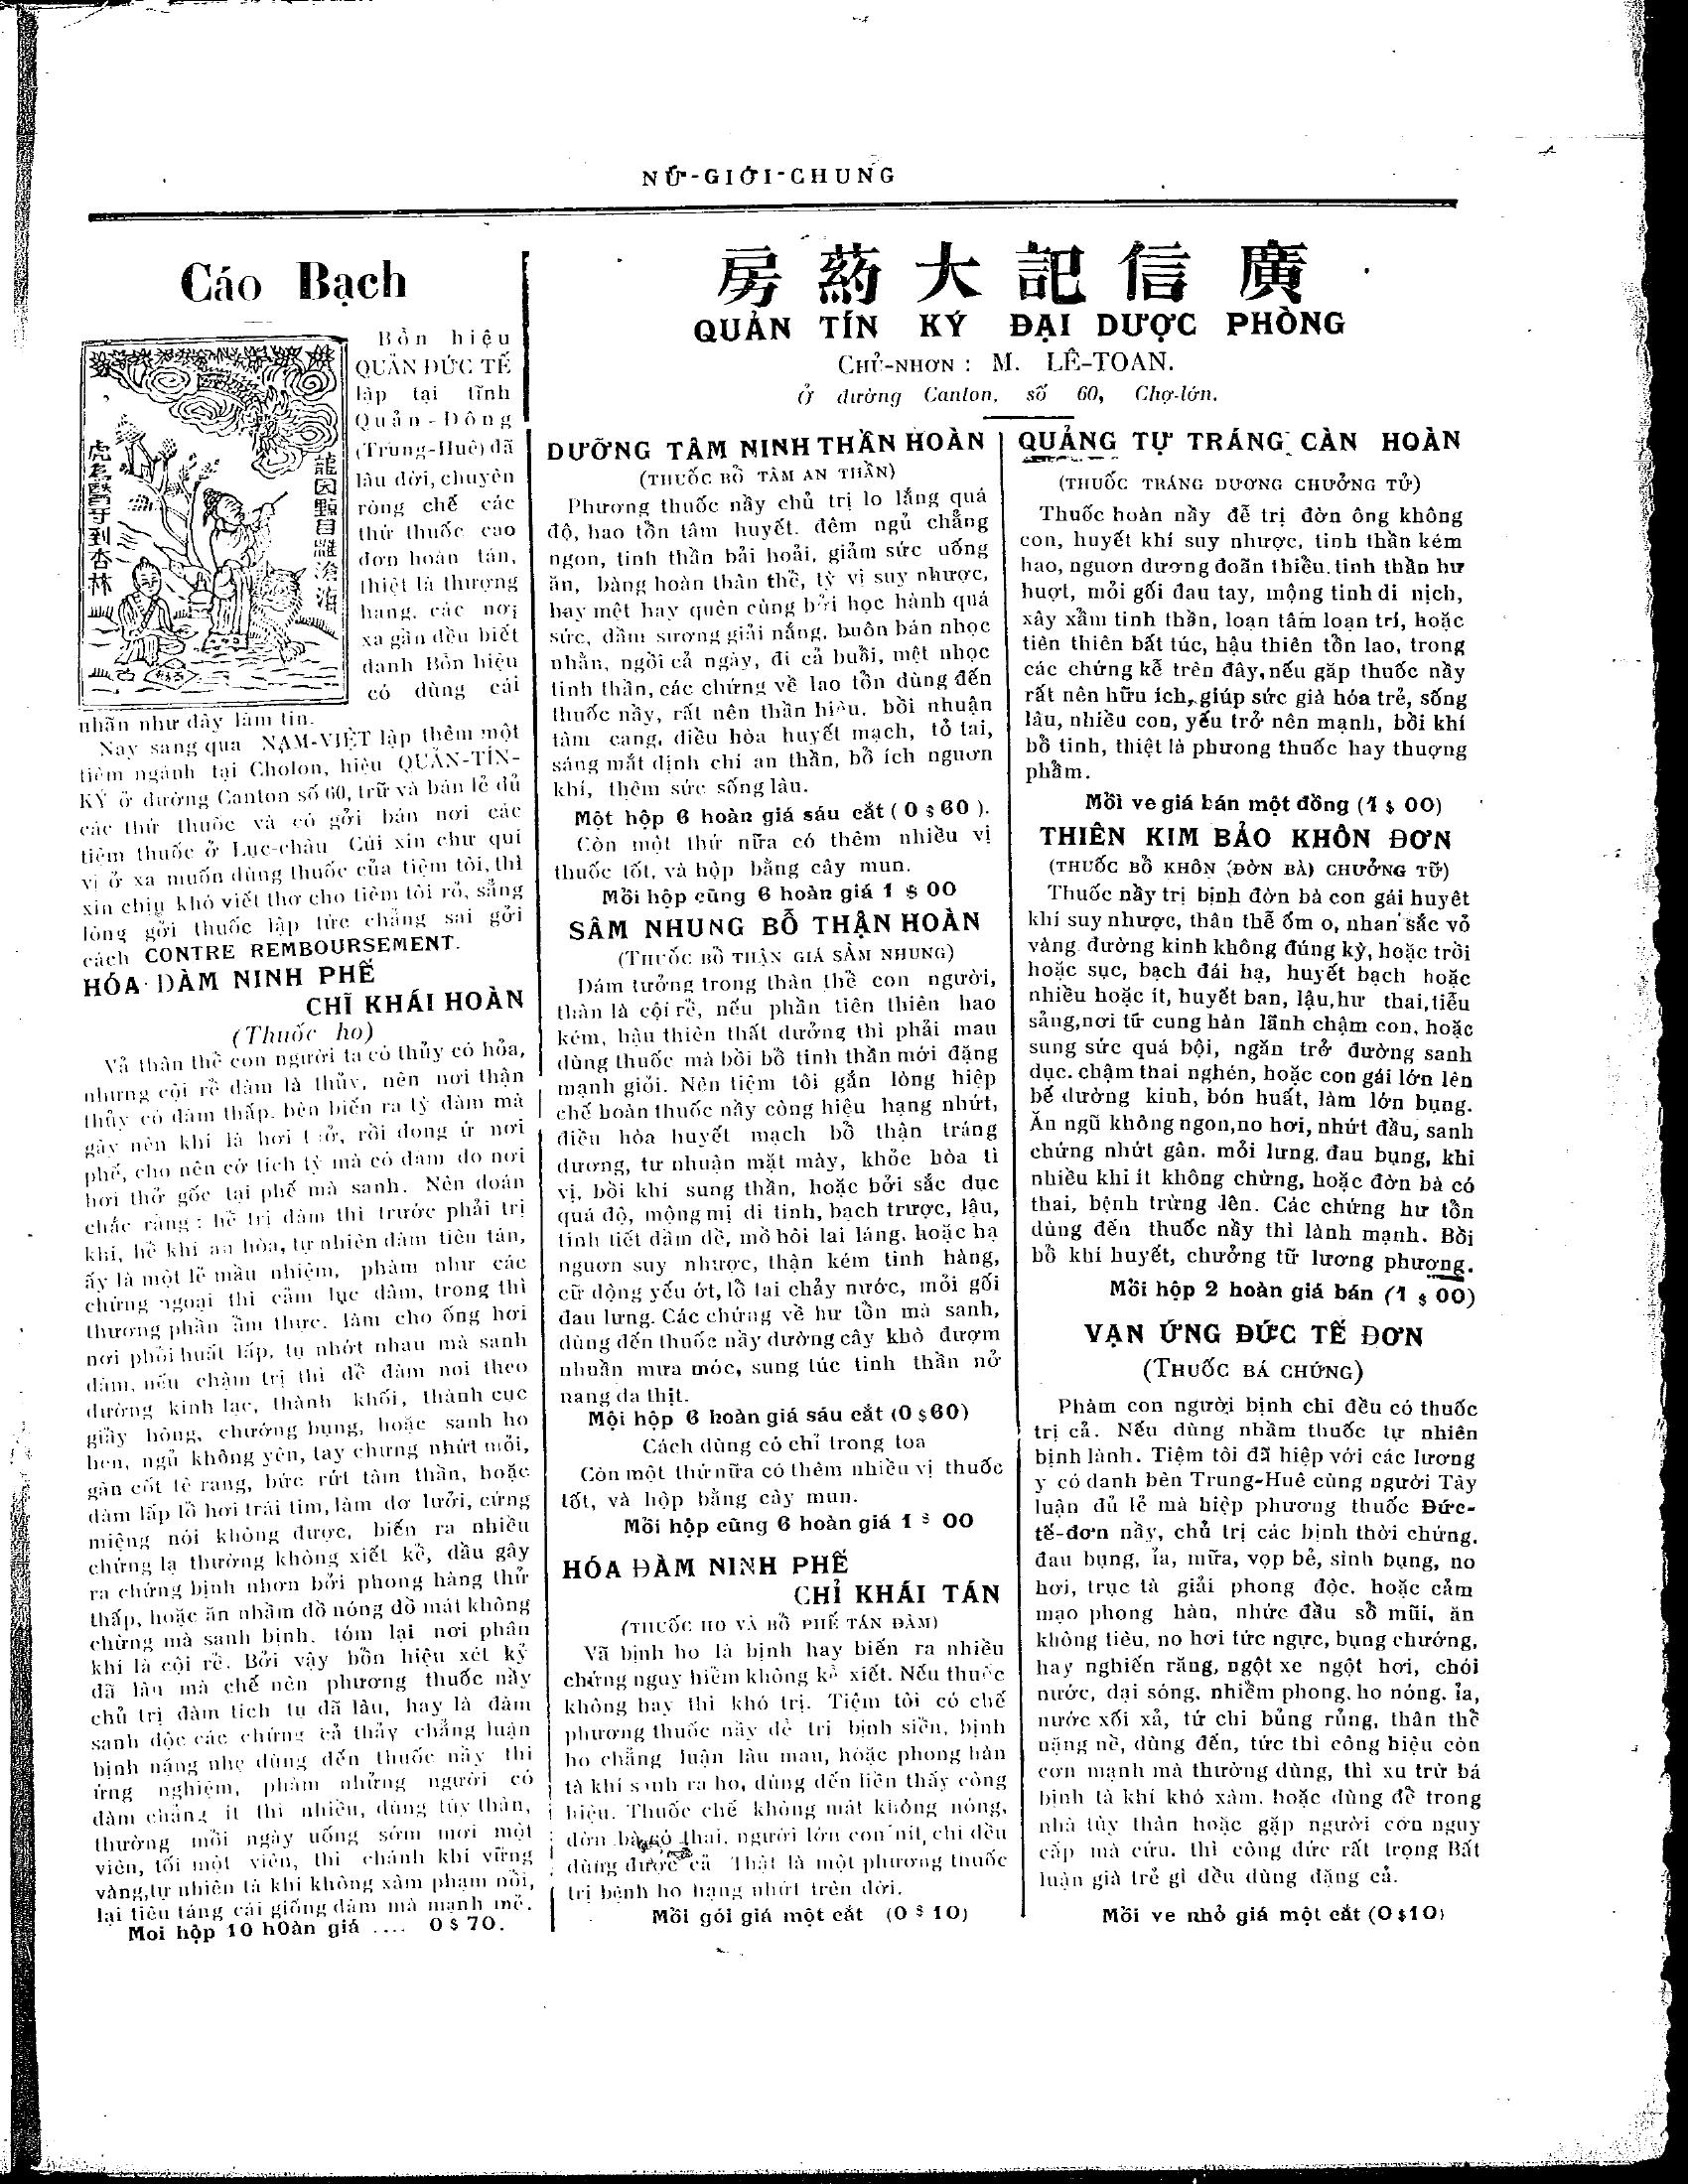 NỮ-GIỚI-CHUNG
Cáo Bạch
Bổn hiệu
QUẢN ĐỨC TẾ
lập tại tĩnh
Quản-Đông
(Trung-Huê) đã
lâu dời, chuyên
ròng chế các
thứ thuốc cao
đơn hoàn tán,
thiệt là thượng
hạng, các nơi
xa gần đều biết
danh Bổn hiệu
có dùng cái
nhãn như đây làm tin.
虎 到 杏 林
龍 因 點 目
Nay sang qua NAM-VIỆT lập thêm một
tiệm ngánh tại Cholon, hiệu QUẢN-TÍN-
KÝ ở đường Canton số 60, trữ và bán lẻ đủ
các thứ thuốc và có gởi bán nơi các
tiệm thuốc ở Lục-châu Cúi xin chư quí
vị ở xa muốn dùng thuốc của tiệm tôi, thì
xin chịu khó viết thơ cho tiệm tôi rỏ, sẳng
lòng gởi thuốc lập tức chẳng sai gởi
cách CONTRE REMBOURSEMENT.
HÓA ĐÀM NINH PHẾ
CHĨ KHÁI HOÀN
(Thuốc ho)
Vả thân thể con người ta có thủy có hỏa,
nhưng cội rể đàm là thủy, nên nơi thận
thủy có đàm thấp, bèn biến ra tỳ đàm mà
gây nên khí là hơi thở, rồi đọng ứ nơi
phế, cho nên cớ tích tỳ mà có đàm do nơi
hơi thở gốc tại phế mà sanh. Nên đoán
chắc rằng: hễ trị đàm thì trước phải trị
khí, hễ khí an hòa, tự nhiên đàm tiêu tán,
ấy là một lẽ mầu nhiệm, phàm như các
chứng ngoại thì cảm lục dâm, trong thì
thương phần ẩm thực, làm cho ống hơi
nơi phổi huất lấp, tụ nhớt nhau mà sanh
đàm, nếu chậm trị thì để đàm noi theo
đường kinh lạc, thành khối, thành cục
giầy hông, chướng bụng, hoặc sanh ho
hen, ngủ không yên, tay chưng nhứt mỏi,
gân cốt tê rang, bức rứt tâm thần, hoặc
đàm lấp lổ hơi trái tim, làm đơ lưởi, cứng
miệng nói không được, biến ra nhiều
chứng lạ thường không xiết kể, đầu gây
ra chứng bịnh nhơn bởi phong hàng thử
thấp, hoặc ăn nhằm đồ nóng đồ mát không
chừng mà sanh bịnh, tóm lại nơi phân
khí là cội rể. Bởi vậy bổn hiệu xét kỷ
đã lâu mà chế nên phương thuốc nầy
chủ trị đàm tích tụ đã lâu, hay là đàm
sanh độc các chứng cả thảy chẳng luận
bịnh nặng nhẹ dùng đến thuốc nầy thì
ứng nghiệm, phàm những người có
đàm chẳng ít thì nhiều, dùng tùy thân,
thường mỗi ngày uống sớm mơi một
viên, tối một viên, thì chánh khí vững
vàng, tự nhiên tà khí không xâm phạm nổi,
lại tiêu táng cái giống đàm mà mạnh mẽ.
Moi hộp 10 h0àn giá .... 0 $ 70.
房 葯 大 記 信 廣
QUẢN TÍN KÝ ĐẠI DƯỢC PHÒNG
CHỦ-NHƠN : M. LÊ-TOAN.
Ở đường Canton, số 60, Chợ-lớn.
DƯỠNG TÂM NINH THẦN HOÀN
(THUỐC BỔ TÂM AN THẦN)
Phương thuốc nầy chủ trị lo lắng quá
độ, hao tổn tâm huyết. đêm ngủ chẳng
ngon, tinh thần bải hoải, giảm sức uống
ăn, bàng hoàn thân thể, tỳ vị suy nhược,
hay mệt hay quên cùng bởi học hành quá
sức, dầm sương giải nắng, buôn bán nhọc
nhằn, ngồi cả ngày, đi cả buổi, mệt nhọc
tinh thần, các chứng về lao tổn dùng đến
thuốc nầy, rất nên thần hiệu, bồi nhuận
tâm cang, điều hòa huyết mạch, tỏ tai,
sáng mắt định chí an thần, bổ ích nguơn
khí, thêm sức sống lâu.
Một hộp 6 hoàn giá sáu cắt ( 0 $ 60 ).
Còn một thứ nữa có thêm nhiều vị
thuốc tốt, và hộp bằng cây mun.
Mỗi hộp cũng 6 hoàn giá 1 $ 00
SÂM NHUNG BỔ THẬN HOÀN
(THUỐC BỔ THẬN GIÁ SÂM NHUNG)
Dám tưởng trong thân thể con người,
thận là cội rể, nếu phần tiên thiên hao
kém, hậu thiên thất dưởng thì phải mau
dùng thuốc mà bồi bổ tinh thần mới đặng
mạnh giỏi. Nên tiệm tôi gắn lòng hiệp
chế hoàn thuốc nầy công hiệu hạng nhứt,
điều hòa huyết mạch bổ thận tráng
dương, tư nhuận mặt mày, khỏe hòa tì
vị, bồi khí sung thần, hoặc bởi sắc dục
quá độ, mộng mị di tinh, bạch trược, lậu,
tinh tiết dầm dề, mồ hôi lai láng, hoặc hạ
nguơn suy nhược, thận kém tinh hàng,
cử động yếu ớt, lổ tai chảy nước, mỏi gối
đau lưng. Các chứng về hư tổn mà sanh,
dùng đến thuốc nầy dường cây khô đượm
nhuần mưa móc, sung túc tinh thần nở
nang da thịt.
Mội hộp 6 hoàn giá sáu cắt (0 $ 60)
Cách dùng có chỉ trong toa
Còn một thứ nữa có thêm nhiều vị thuốc
tốt, và hộp bằng cây mun.
Mỗi hộp cũng 6 hoàn giá 1 $ 00
HÓA ĐÀM NINH PHẾ
CHỈ KHÁI TÁN
(THUỐC HO VÀ BỔ PHẾ TÁN ĐÀM)
Vã bịnh ho là bịnh hay biến ra nhiều
chứng nguy hiểm không kể xiết. Nếu thuốc
không hay thì khó trị. Tiệm tôi có chế
phương thuốc nầy để trị bịnh siển, bịnh
ho chẳng luận lâu mau, hoặc phong hàn
tà khí sanh ra ho, dùng đến liền thấy công
hiệu. Thuốc chế không mát không nóng,
đờn bà có thai, người lớn con nít, chi đều
dùng được cả Thật là một phương thuốc
trị bệnh ho hạng nhứt trên đời.
Mỗi gói giá một cắt (0 $ 10)
QUẢNG TỰ TRÁNG CÀN HOÀN
(THUỐC TRÁNG DƯƠNG CHƯỞNG TỬ)
Thuốc hoàn nầy để trị đờn ông không
con, huyết khí suy nhược, tinh thần kém
hao, nguơn dương đoãn thiểu, tinh thần hư
huợt, mỏi gối đau tay, mộng tinh di nịch,
xây xẩm tinh thần, loạn tâm loạn trí, hoặc
tiên thiên bất túc, hậu thiên tổn lao, trong
các chứng kể trên đây, nếu gặp thuốc nầy
rất nên hữu ích, giúp sức già hóa trẻ, sống
lâu, nhiều con, yếu trở nên mạnh, bồi khí
bổ tinh, thiệt là phương thuốc hay thuợng
phẩm.
Mỗi ve giá bán một đồng (1 $ 00)
THIÊN KIM BẢO KHÔN ĐƠN
(THUỐC BỔ KHÔN (ĐỜN BÀ) CHƯỞNG TỮ)
Thuốc nầy trị bịnh đờn bà con gái huyết
khí suy nhược, thân thể ốm o, nhan sắc vỏ
vàng đường kinh không đúng kỳ, hoặc trồi
hoặc sục, bạch đái hạ, huyết bạch hoặc
nhiều hoặc ít, huyết ban, lậu, hư thai, tiểu
sảng, nơi tử cung hàn lãnh chậm con, hoặc
sung sức quá bội, ngăn trở đường sanh
dục, chậm thai nghén, hoặc con gái lớn lên
bế đường kinh, bón huất, làm lớn bụng.
Ăn ngũ không ngon, no hơi, nhứt đầu, sanh
chứng nhứt gân, mỏi lưng, đau bụng, khi
nhiều khi ít không chừng, hoặc đờn bà có
thai, bệnh trừng lên. Các chứng hư tổn
dùng đến thuốc nầy thì lành mạnh. Bồi
bổ khí huyết, chưởng tữ lương phương.
Mỗi hộp 2 hoàn giá bán (1 $ 00)
VẠN ỨNG ĐỨC TẾ ĐƠN
(THUỐC BÁ CHỨNG)
Phàm con người bịnh chi đều có thuốc
trị cả. Nếu dùng nhằm thuốc tự nhiên
bịnh lành. Tiệm tôi đã hiệp với các lương
y có danh bên Trung-Huê cùng người Tây
luận đủ lẽ mà hiệp phương thuốc Đức-
tế-đơn nầy, chủ trị các bịnh thời chứng,
đau bụng, ỉa, mữa, vọp bẻ, sình bụng, no
hơi, trục tà giải phong độc, hoặc cảm
mạo phong hàn, nhức đầu sổ mũi, ăn
không tiêu, no hơi tức ngực, bụng chướng,
hay nghiến răng, ngột xe ngột hơi, chói
nước, dại sóng, nhiễm phong, ho nóng, ỉa,
nước xối xả, tứ chi bủng rủng, thân thể
nặng nề, dùng đến, tức thì công hiệu còn
cơn mạnh mà thường dùng, thì xu trừ bá
bịnh tà khí khó xâm, hoặc dùng để trong
nhà tùy thân hoặc gặp người cơn nguy
cấp mà cứu, thì công đức rất trọng Bất
luận già trẻ gì đều dùng đặng cả.
Mỗi ve nhỏ giá một cắt (0 $ 10)